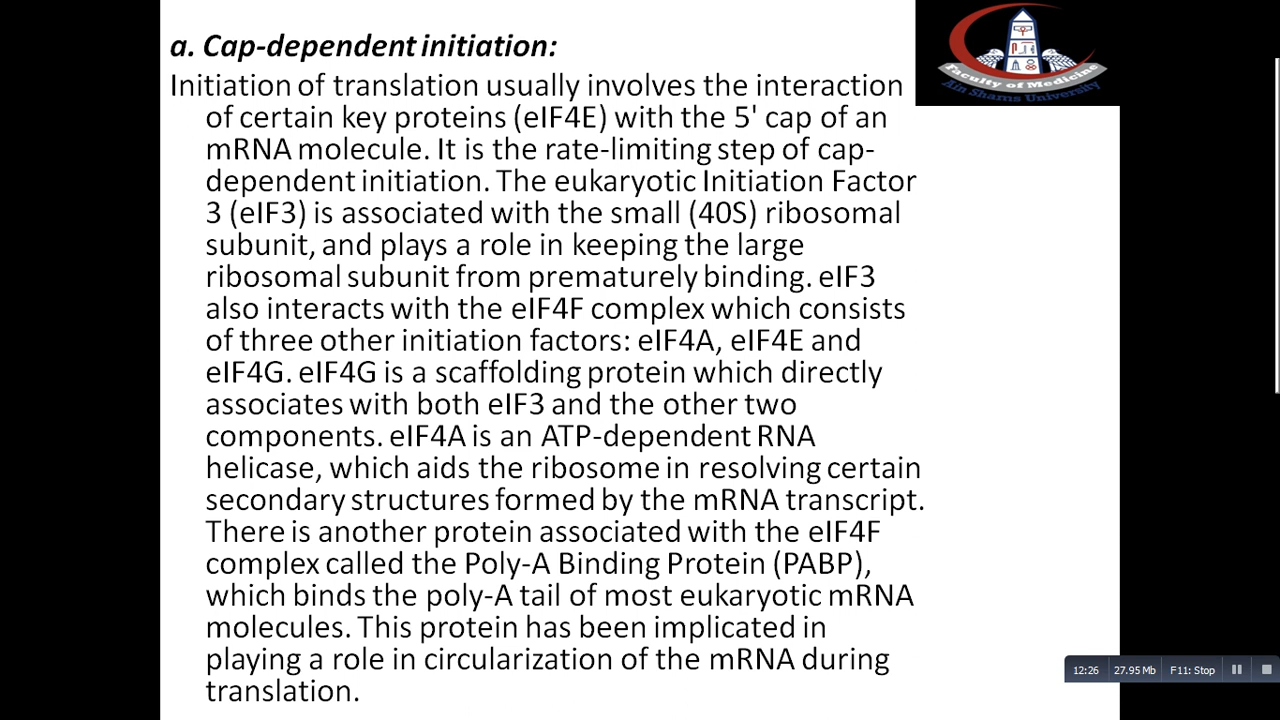 a. Cap-dependent initiation:
Initiation of translation usually involves the interaction
of certain key proteins (eIF4E) with the 5' cap of an
mRNA molecule. It is the rate-limiting step of cap-
dependent initiation. The eukaryotic Initiation Factor
3 (eIF3) is associated with the small (40S) ribosomal
subunit, and plays a role in keeping the large
ribosomal subunit from prematurely binding. eIF3
also interacts with the eIF4F complex which consists
of three other initiation factors: eIF4A, eIF4E and
eIF4G. eIF4G is a scaffolding protein which directly
associates with both eIF3 and the other two
components. eIF4A is an ATP-dependent RNA
helicase, which aids the ribosome in resolving certain
secondary structures formed by the mRNA transcript.
There is another protein associated with the eIF4F
complex called the Poly-A Binding Protein (PABP),
which binds the poly-A tail of most eukaryotic mRNA
molecules. This protein has been implicated in
playing a role in circularization of the mRNA during
translation.
Faculty of Medicine
Ain Shams University
12:26 27.95 Mb F11: Stop